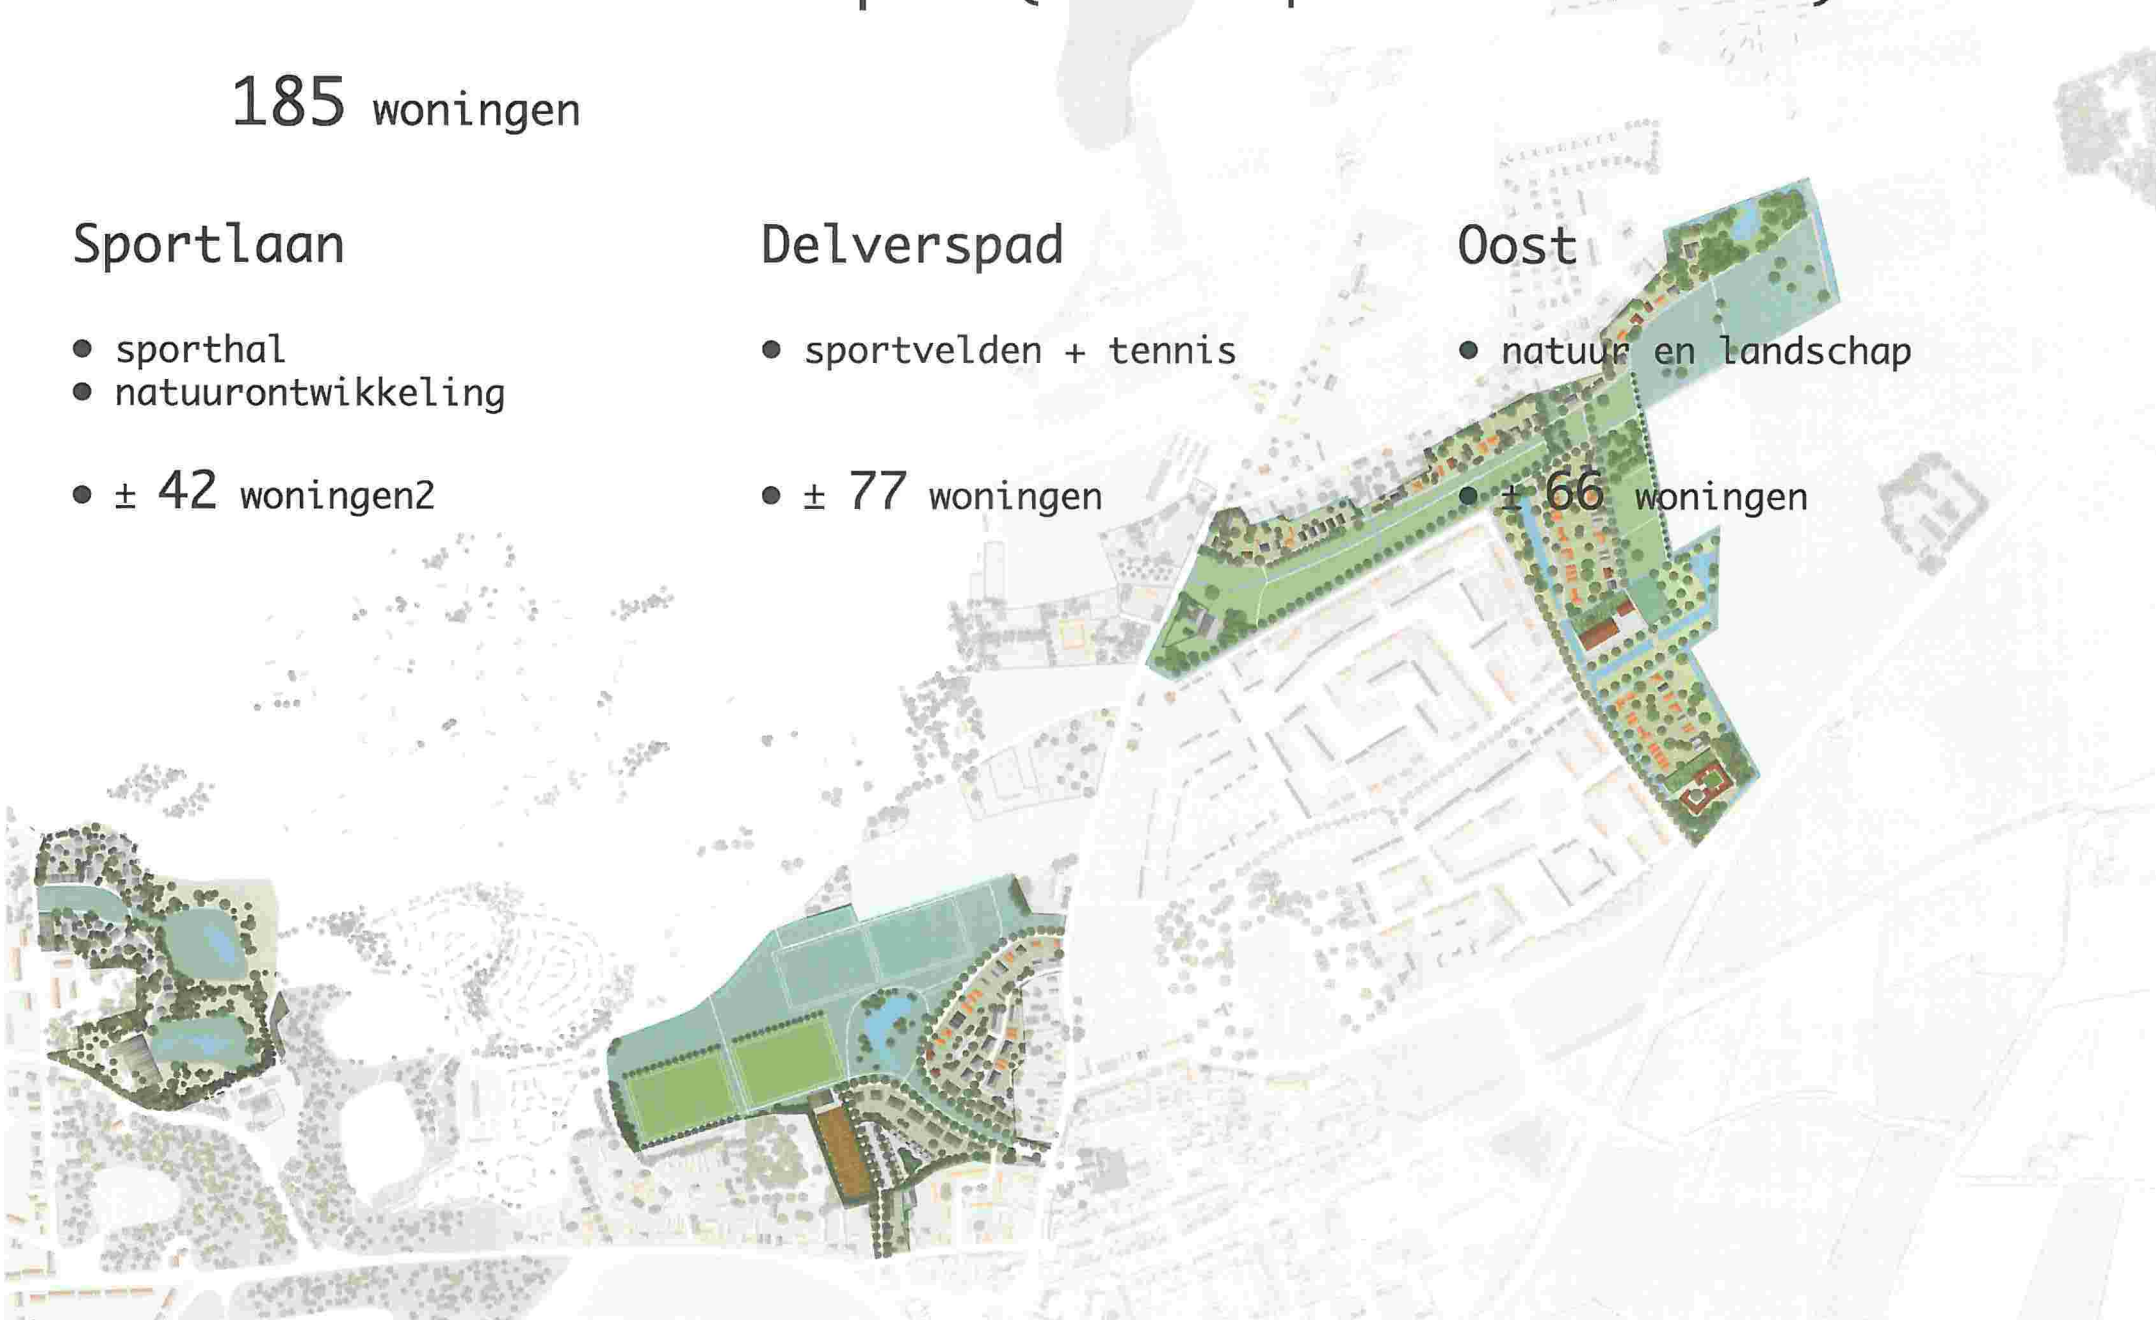 185 woningen
Sportlaan
• sporthal
• natuurontwikkeling
• ± 42 woningen2
Delverspad
• sportvelden + tennis
• ± 77 woningen
Oost
• natuur en landschap
• ± 66 woningen